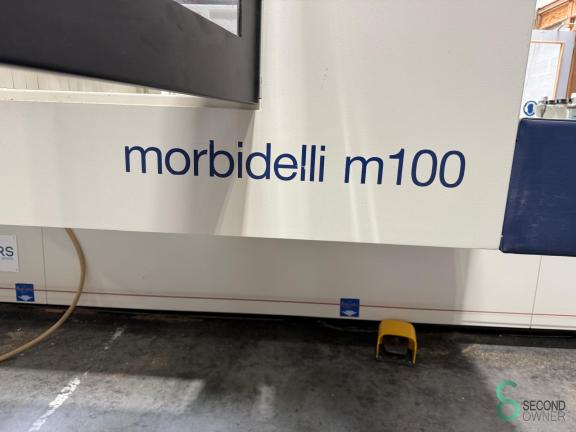 morbidelli m100
RS
SECOND
OWNER